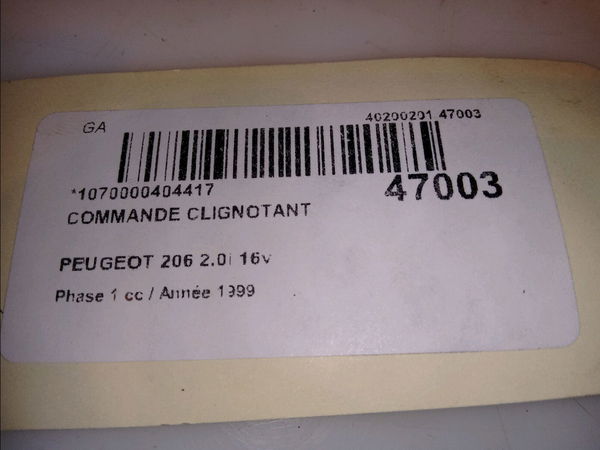 GA
40200201 47003
*1070000404417
47003
COMMANDE CLIGNOTANT
PEUGEOT 206 2.0i 16v
Phase 1 cc / Année 1999